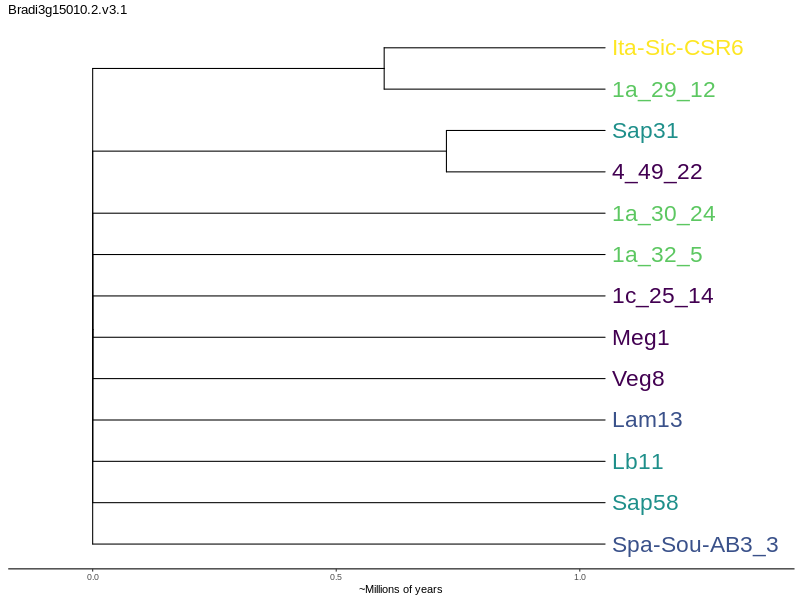 Bradi3g15010.2.v3.1
Ita-Sic-CSR6
1a_29_12
Sap31
4_49_22
1a_30_24
1a_32_5
1c_25_14
Meg1
Veg8
Lam13
Lb11
Sap58
Spa-Sou-AB3_3
0.0 0.5 1.0
~Millions of years